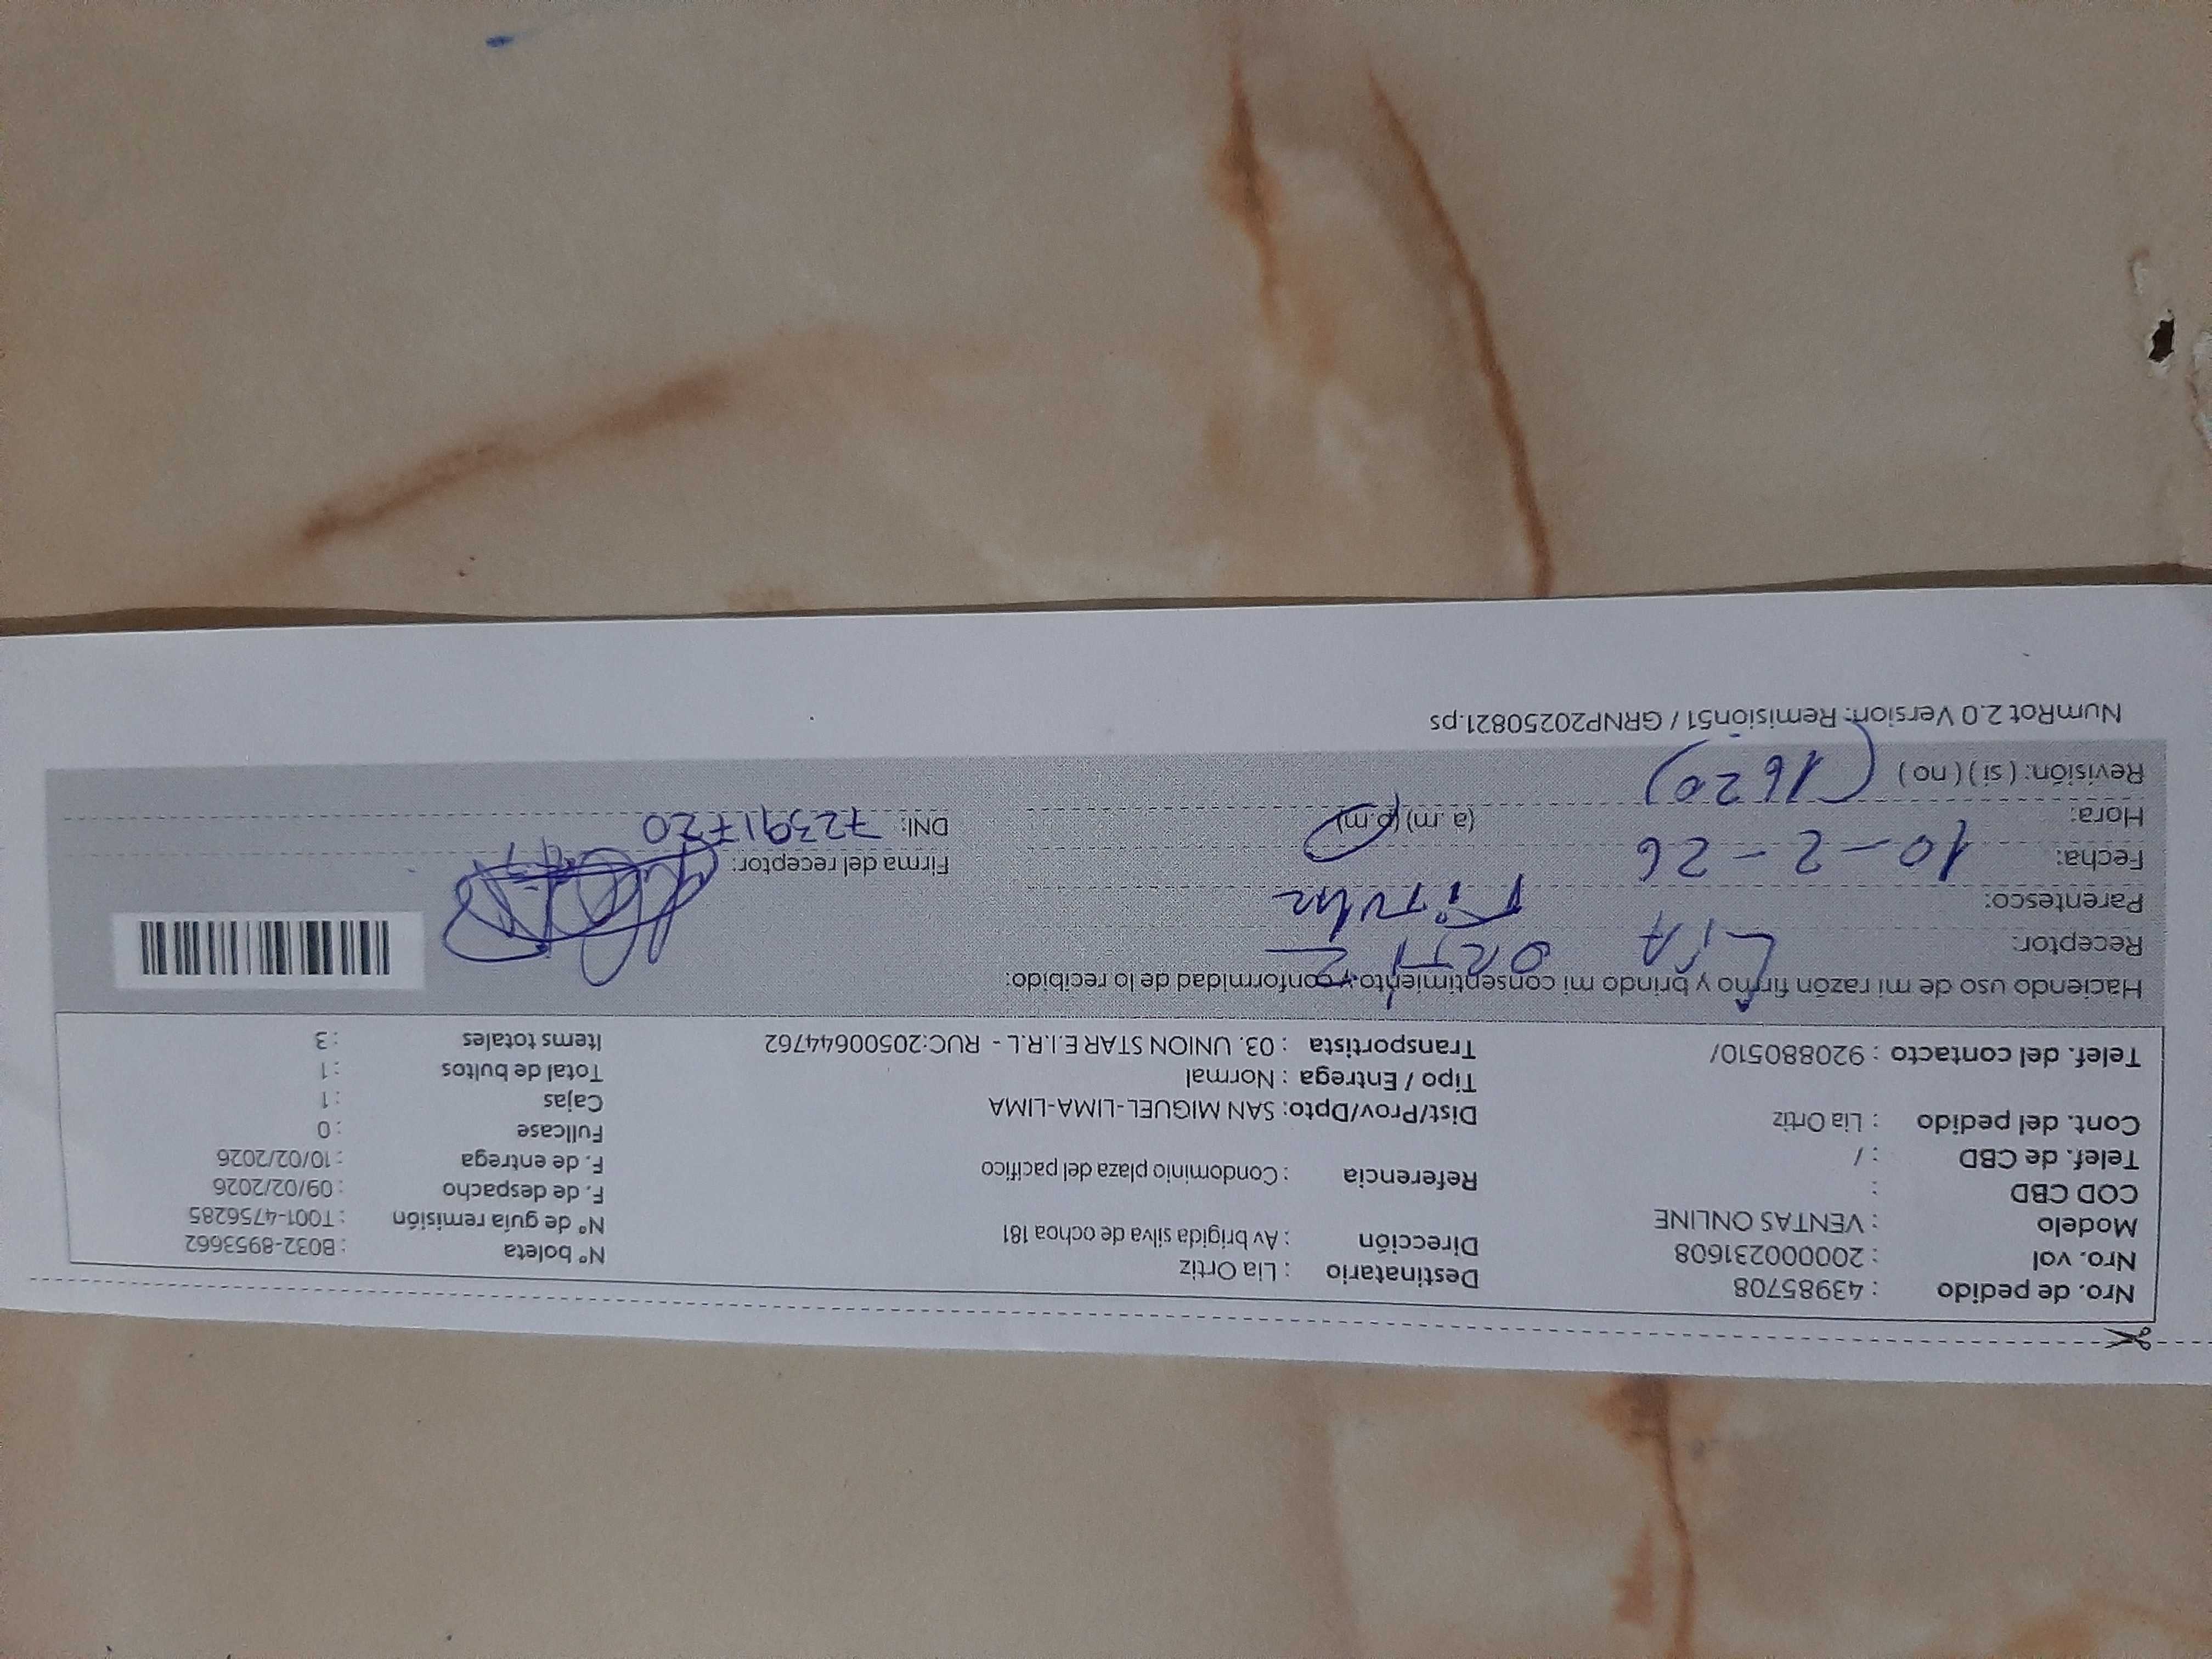 Nro. de pedido : 43985708
Nro. vol : 200000231608
Modelo : VENTAS ONLINE
COD CBD :
Telef. de CBD : /
Cont. del pedido : Lia Ortiz
Telef. del contacto : 920880510/
Destinatario : Lia Ortiz
Dirección : Av brigida silva de ochoa 181
Referencia : Condominio plaza del pacifico
Dist/Prov/Dpto: SAN MIGUEL-LIMA-LIMA
Tipo / Entrega : Normal
Transportista : 03. UNION STAR E.I.R.L - RUC:20500644762
N° boleta : B032-8953662
N° de guía remisión : T001-4756285
F. de despacho : 09/02/2026
F. de entrega : 10/02/2026
Fullcase : 0
Cajas : 1
Total de bultos : 1
Items totales : 3
Haciendo uso de mi razón firmo y brindo mi consentimiento y conformidad de lo recibido:
Receptor: LIA ORTIZ
Parentesco: Titular
Fecha: 10-2-26
Hora: (a.m) (p.m)
Revisión: ( si ) ( no ) (1620)
Firma del receptor:
DNI: 72391720
NumRot 2.0 Version: Remision51 / GRNP20250821.ps